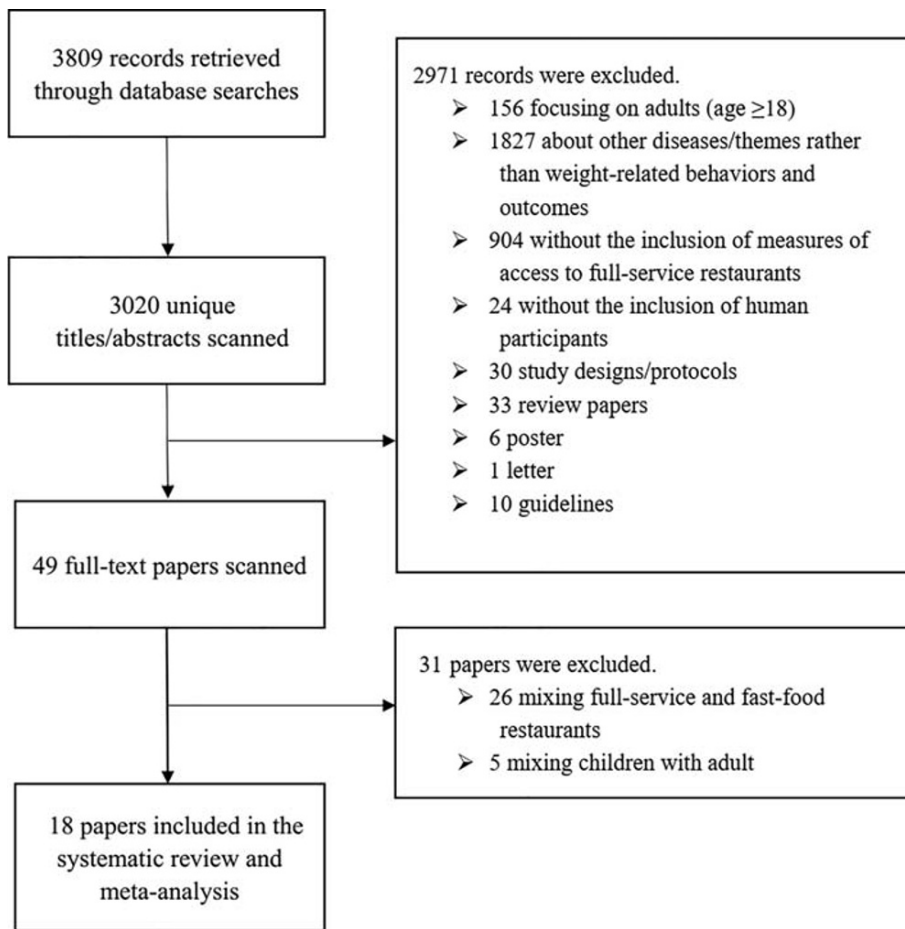 3809 records retrieved
through database searches
2971 records were excluded.
➢ 156 focusing on adults (age ≥18)
➢ 1827 about other diseases/themes rather
than weight-related behaviors and
outcomes
➢ 904 without the inclusion of measures of
access to full-service restaurants
➢ 24 without the inclusion of human
participants
➢ 30 study designs/protocols
➢ 33 review papers
➢ 6 poster
➢ 1 letter
➢ 10 guidelines
3020 unique
titles/abstracts scanned
49 full-text papers scanned
31 papers were excluded.
➢ 26 mixing full-service and fast-food
restaurants
➢ 5 mixing children with adult
18 papers included in the
systematic review and
meta-analysis